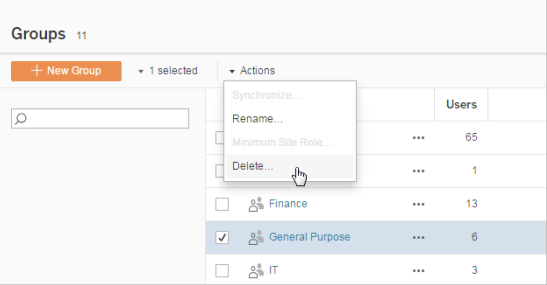 Groups 11
+ New Group 1 selected Actions
Synchronize...
Users
Rename...
65
Minimum Site Role...
Delete...
1
Finance 13
General Purpose 6
IT 3